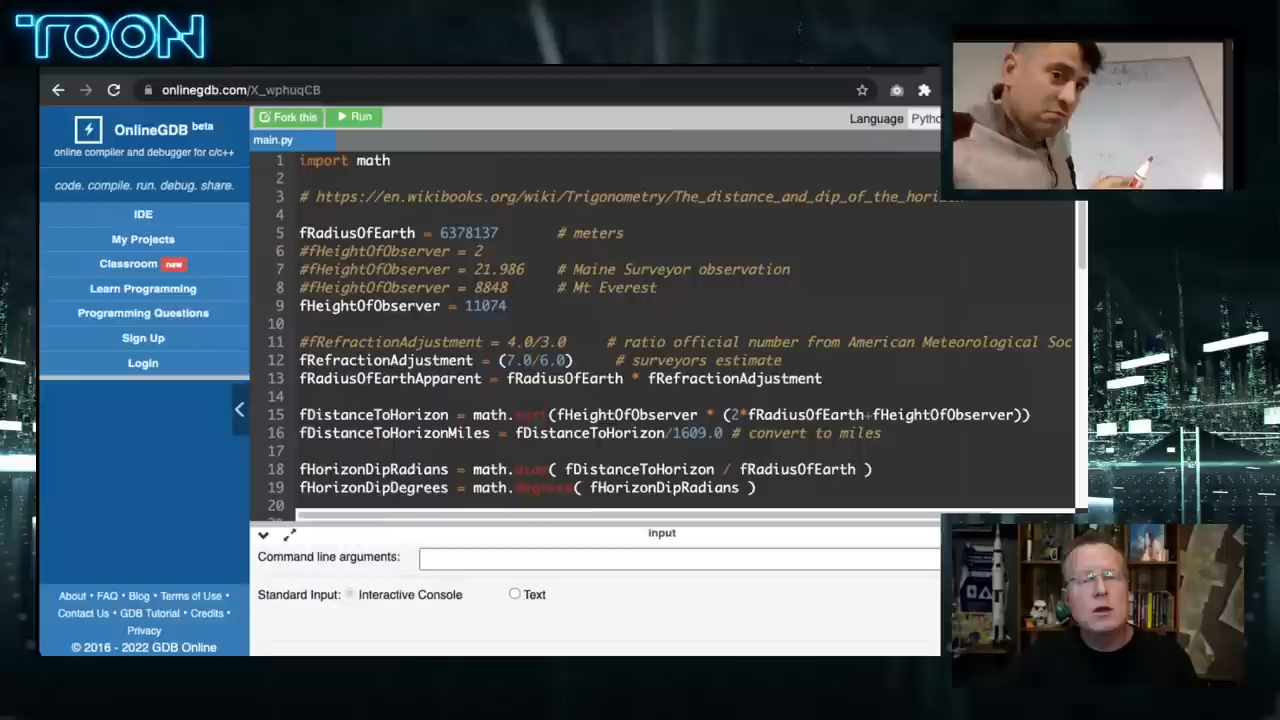 TOON
onlinegdb.com/X_wphuqCB
OnlineGDB beta
online compiler and debugger for c/c++
code. compile. run. debug. share.
IDE
My Projects
Classroom new
Learn Programming
Programming Questions
Sign Up
Login
About • FAQ • Blog • Terms of Use •
Contact Us • GDB Tutorial • Credits •
Privacy
© 2016 - 2022 GDB Online
Fork this
Run
Language
main.py
1 import math
2
3 # https://en.wikibooks.org/wiki/Trigonometry/The_distance_and_dip_of_the_hori
4
5 fRadiusOfEarth = 6378137 # meters
6 #fHeightOfObserver = 2
7 #fHeightOfObserver = 21.986 # Maine Surveyor observation
8 #fHeightOfObserver = 8848 # Mt Everest
9 fHeightOfObserver = 11074
10
11 #fRefractionAdjustment = 4.0/3.0 # ratio official number from American Meteorological Soc
12 fRefractionAdjustment = (7.0/6.0) # surveyors estimate
13 fRadiusOfEarthApparent = fRadiusOfEarth * fRefractionAdjustment
14
15 fDistanceToHorizon = math.sqrt(fHeightOfObserver * (2*fRadiusOfEarth+fHeightOfObserver))
16 fDistanceToHorizonMiles = fDistanceToHorizon/1609.0 # convert to miles
17
18 fHorizonDipRadians = math.atan( fDistanceToHorizon / fRadiusOfEarth )
19 fHorizonDipDegrees = math.degrees( fHorizonDipRadians )
20
input
Command line arguments:
Standard Input: Interactive Console Text